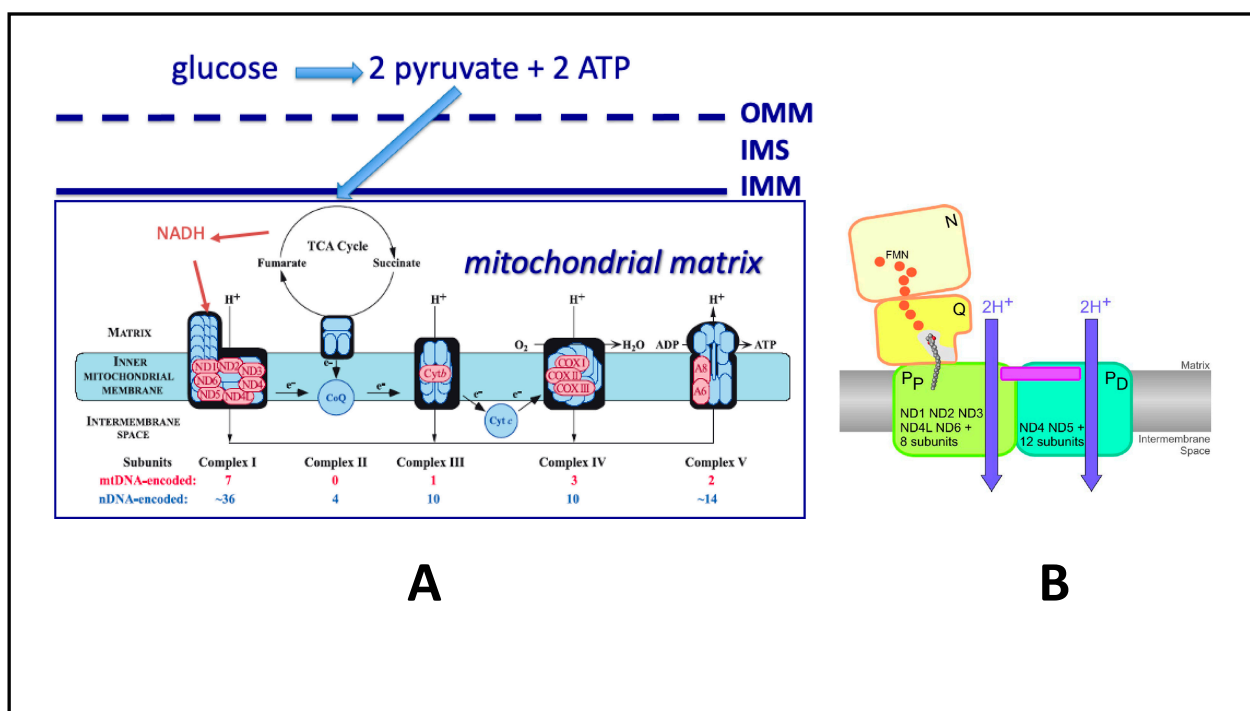 glucose 2 pyruvate + 2 ATP
OMM
IMS
IMM
NADH
TCA Cycle
Fumarate Succinate
mitochondrial matrix
H+ H+ H+ H+
MATRIX
O2 H2O ADP ATP
INNER
MITOCHONDRIAL
MEMBRANE
ND1 ND2 ND3
ND6 ND4
ND5 ND4L
e– CoQ
e– e–
Cyt b
e– Cyt c e–
COX I
COX II
COX III
A8
A6
INTERMEMBRANE
SPACE
Subunits Complex I Complex II Complex III Complex IV Complex V
mtDNA-encoded: 7 0 1 3 2
nDNA-encoded: ~36 4 10 10 ~14
A
N
FMN
Q
2H+ 2H+
Matrix
PP PD
ND1 ND2 ND3
ND4L ND6 +
8 subunits
ND4 ND5 +
12 subunits
Intermembrane
Space
B